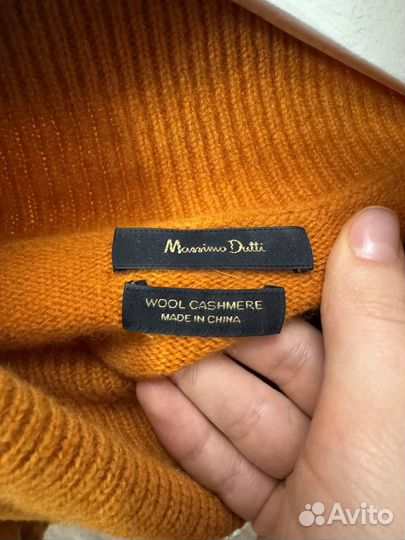 Massimo Dutti
WOOL CASHMERE
MADE IN CHINA
Avito